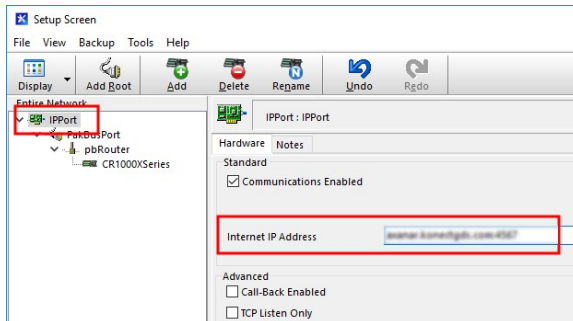 Setup Screen
File View Backup Tools Help
Display Add Root Add Delete Rename Undo Redo
Entire Network
IPPort
PakBusPort
pbRouter
CR1000XSeries
IPPort : IPPort
Hardware Notes
Standard
Communications Enabled
Internet IP Address
Advanced
Call-Back Enabled
TCP Listen Only